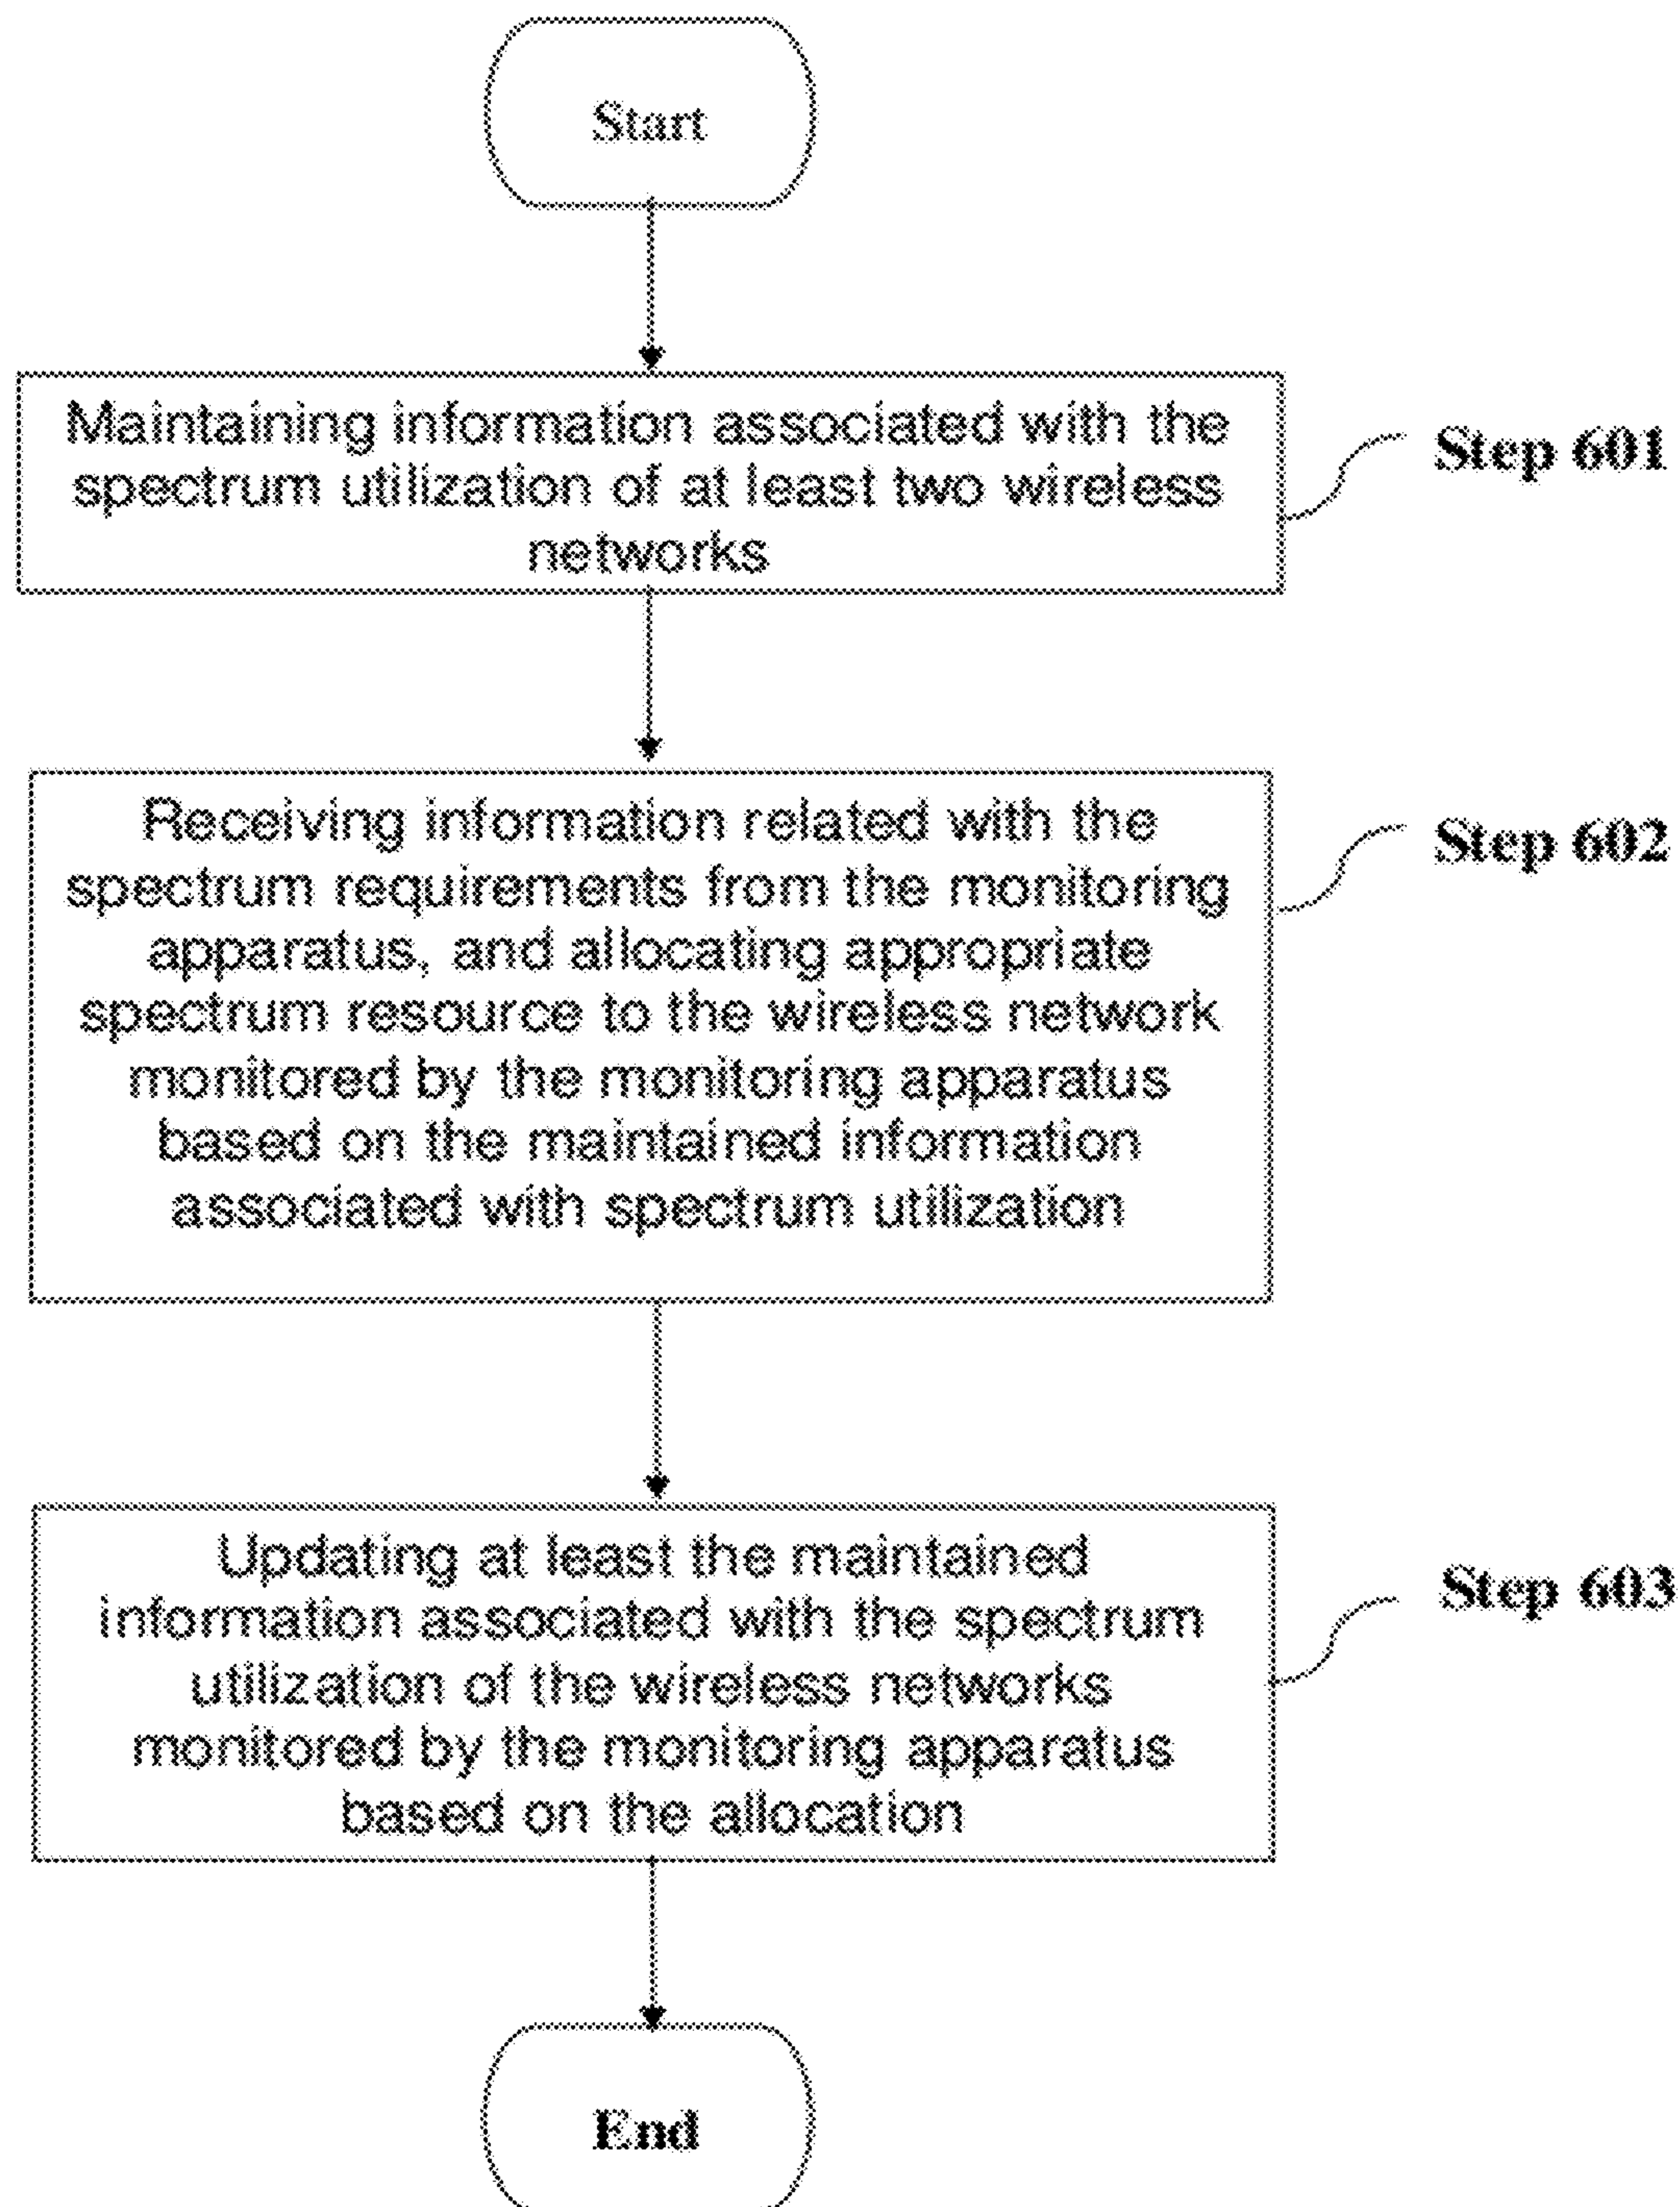 Start
Maintaining information associated with the
spectrum utilization of at least two wireless
networks
Step 601
Receiving information related with the
spectrum requirements from the monitoring
apparatus, and allocating appropriate
spectrum resource to the wireless network
monitored by the monitoring apparatus
based on the maintained information
associated with spectrum utilization
Step 602
Updating at least the maintained
information associated with the spectrum
utilization of the wireless networks
monitored by the monitoring apparatus
based on the allocation
Step 603
End